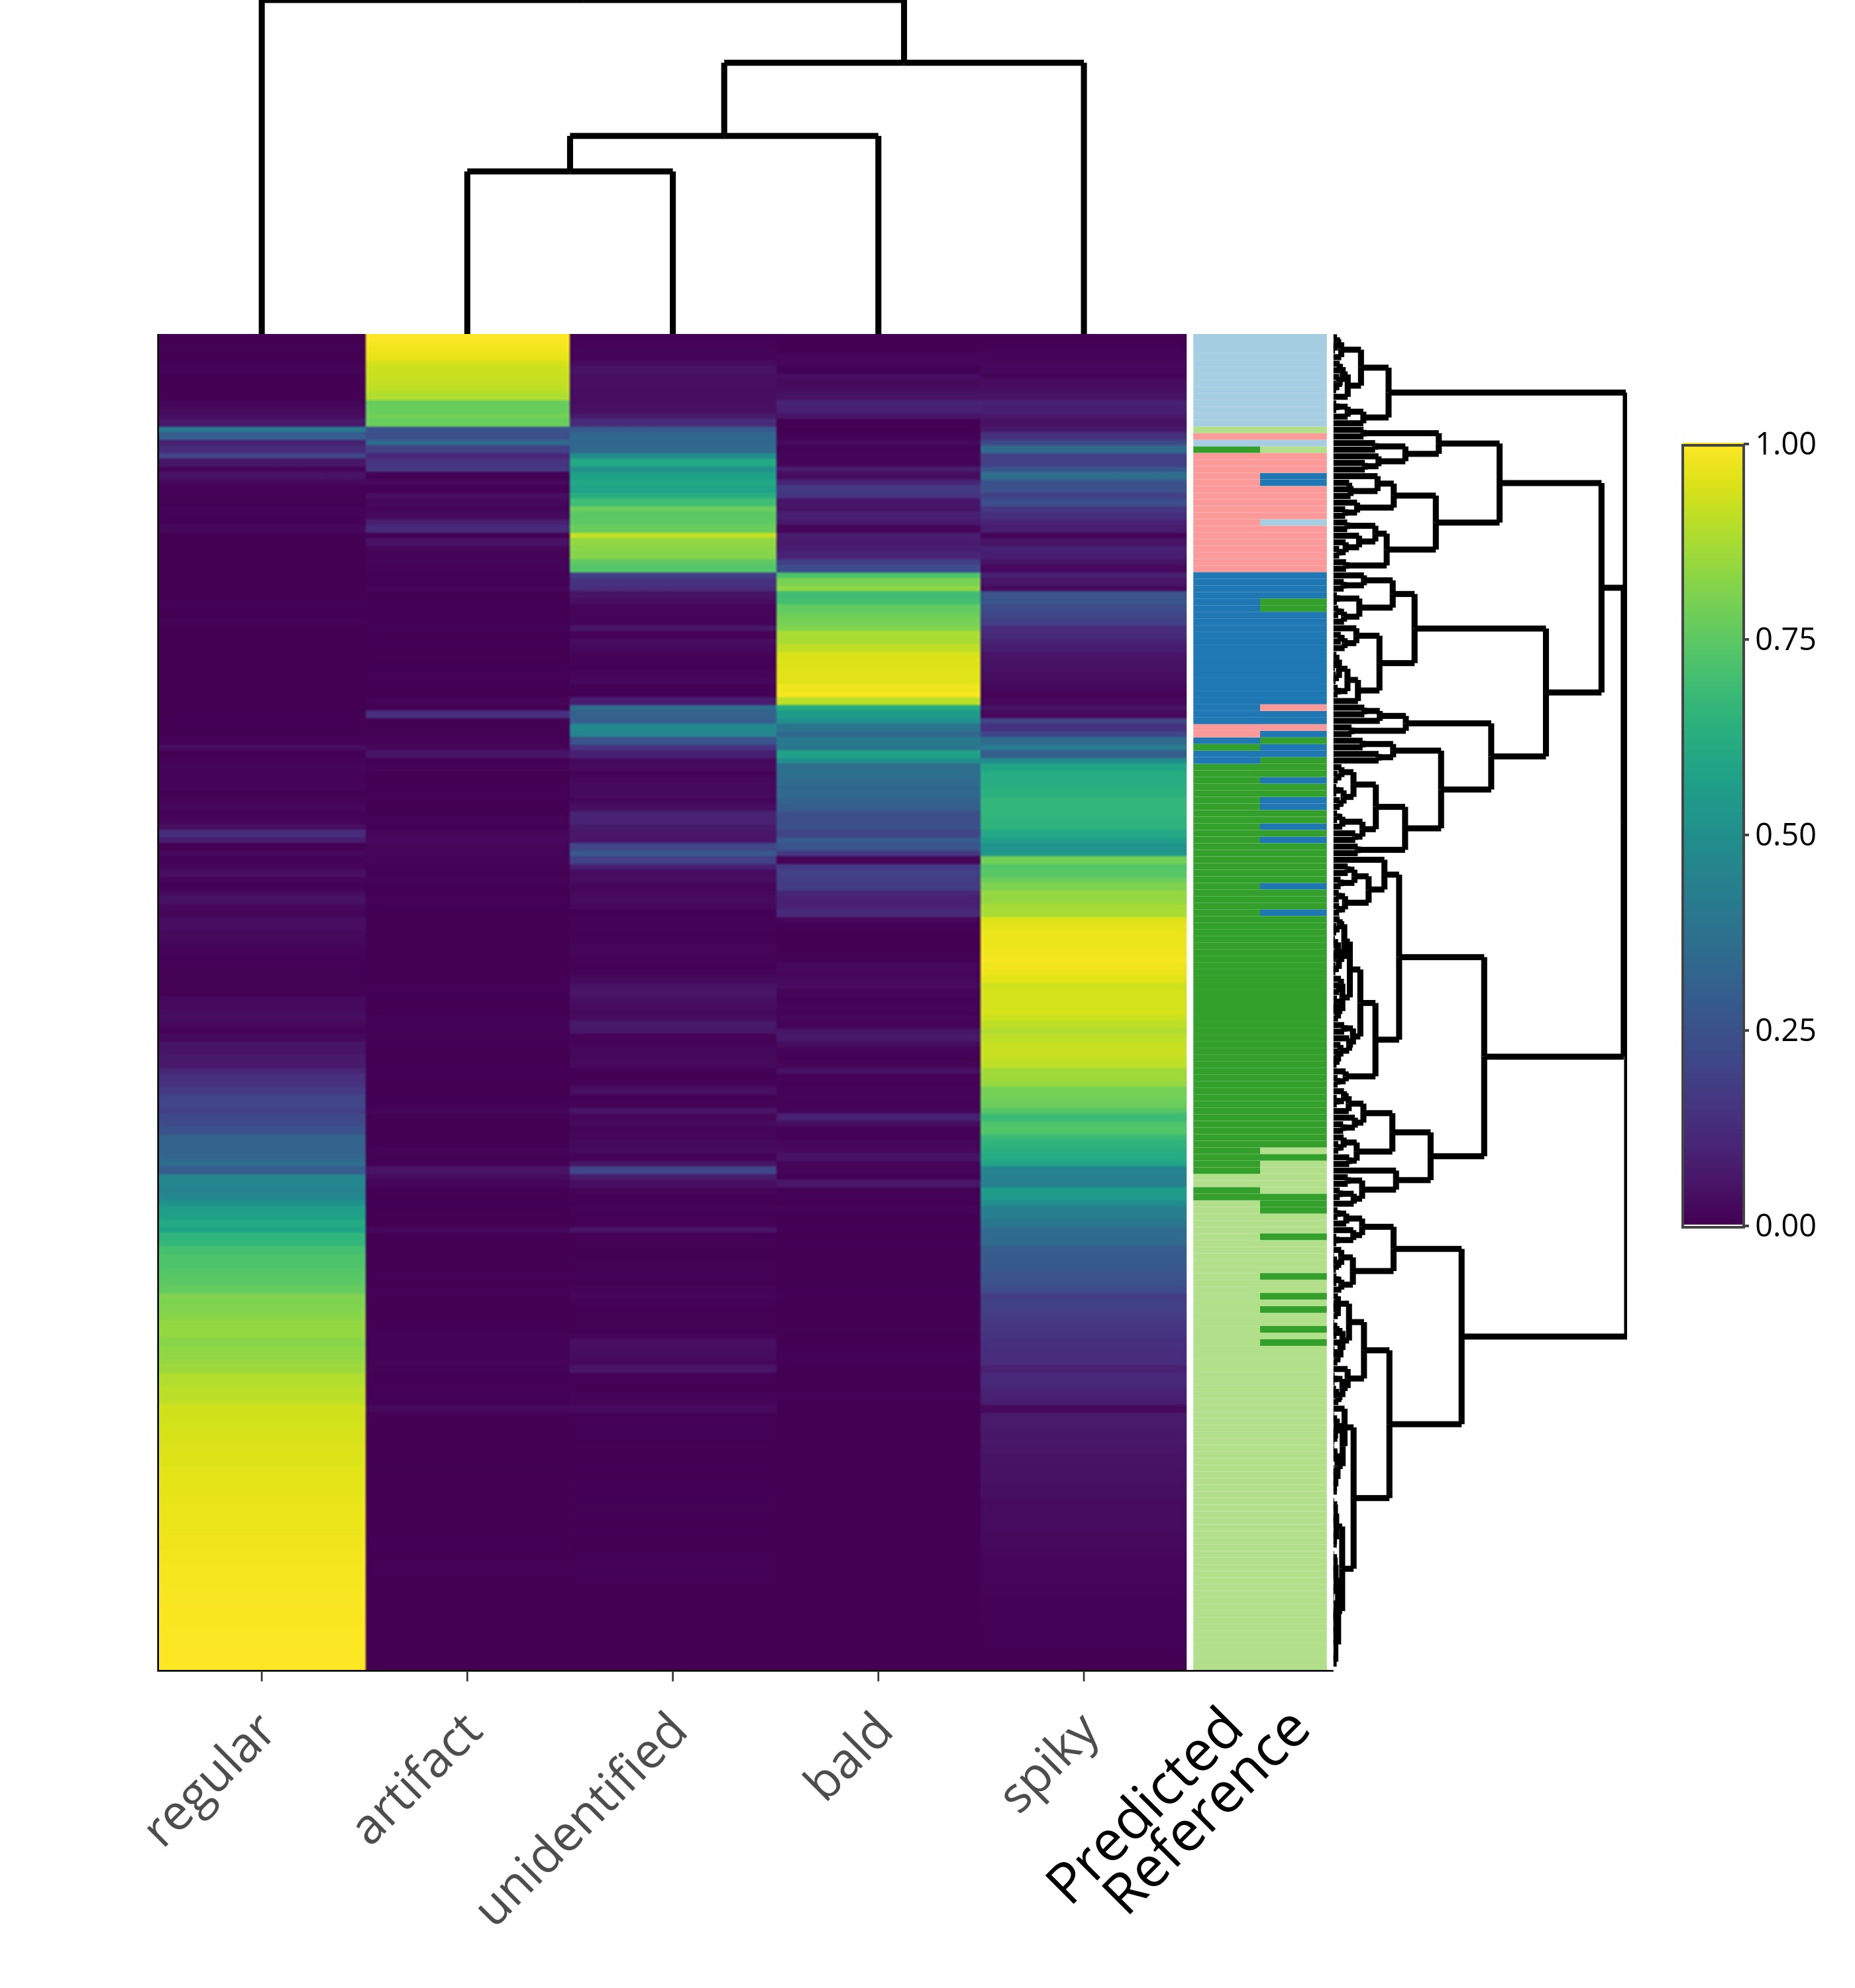 1.00
0.75
0.50
0.25
0.00
regular
artifact
unidentified
bald
spiky
Predicted
Reference